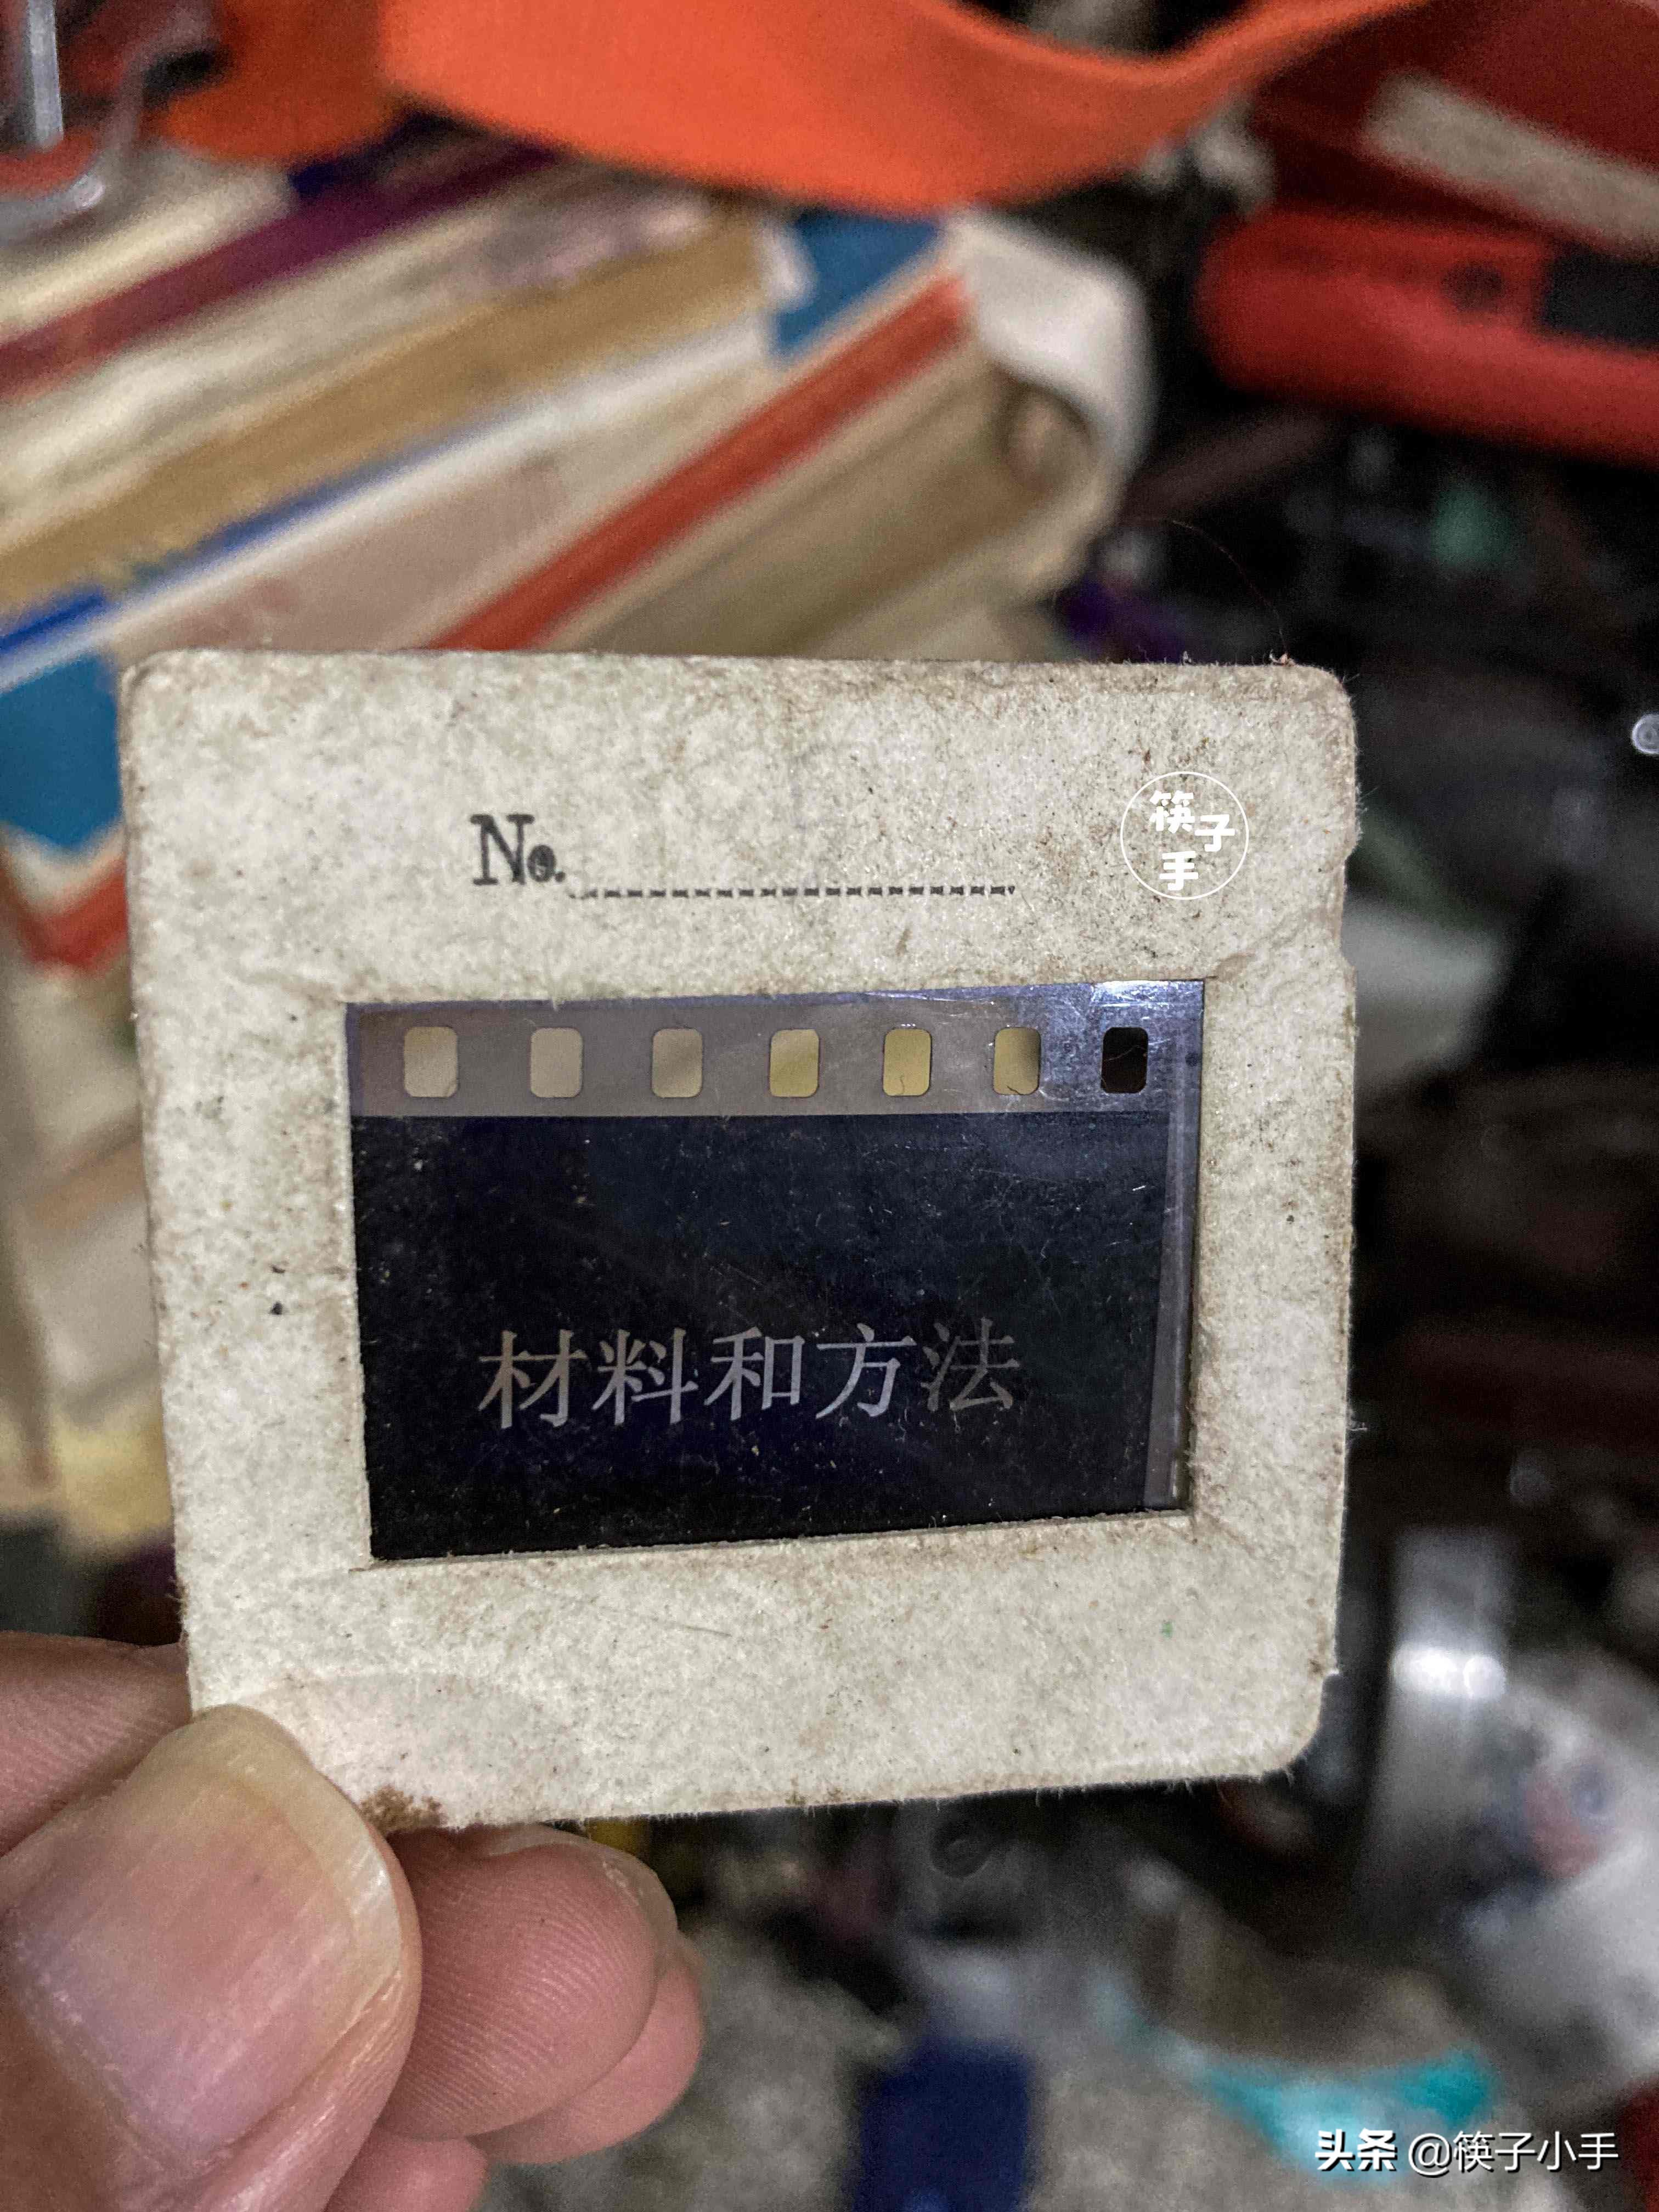 No.
筷子
手
材料和方法
头条 @筷子小手